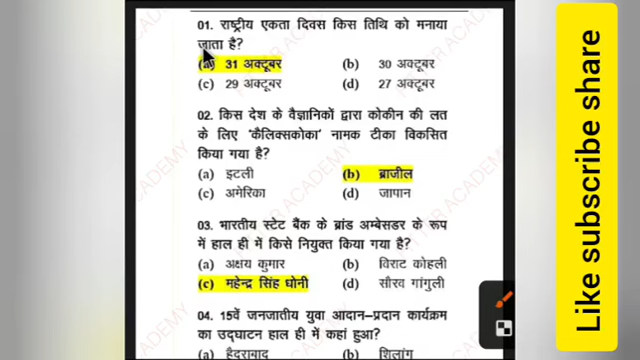 01. राष्ट्रीय एकता दिवस किस तिथि को मनाया
जाता है?
(a) 31 अक्टूबर (b) 30 अक्टूबर
(c) 29 अक्टूबर (d) 27 अक्टूबर
02. किस देश के वैज्ञानिकों द्वारा कोकीन की लत
के लिए 'कैलिक्सकोका' नामक टीका विकसित
किया गया है?
(a) इटली (b) ब्राजील
(c) अमेरिका (d) जापान
03. भारतीय स्टेट बैंक के ब्रांड अम्बेसडर के रूप
में हाल ही में किसे नियुक्त किया गया है?
(a) अक्षय कुमार (b) विराट कोहली
(c) महेन्द्र सिंह धोनी (d) सौरव गांगुली
04. 15वें जनजातीय युवा आदान-प्रदान कार्यक्रम
का उद्घाटन हाल ही में कहां हुआ?
(a) हैदराबाद (b) शिलांग
Like subscribe share